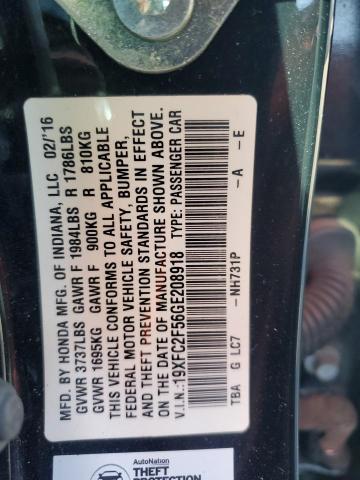 MFD. BY HONDA MFG. OF INDIANA, LLC 02/'16
GVWR 3737LBS GAWR F 1984LBS R 1786LBS
GVWR 1695KG GAWR F 900KG R 810KG
THIS VEHICLE CONFORMS TO ALL APPLICABLE
FEDERAL MOTOR VEHICLE SAFETY, BUMPER,
AND THEFT PREVENTION STANDARDS IN EFFECT
ON THE DATE OF MANUFACTURE SHOWN ABOVE.
V.I.N.:19XFC2F56GE208918 TYPE: PASSENGER CAR
TBA G LC7 -NH731P -A -E
AutoNation
THEFT
PROTECTION